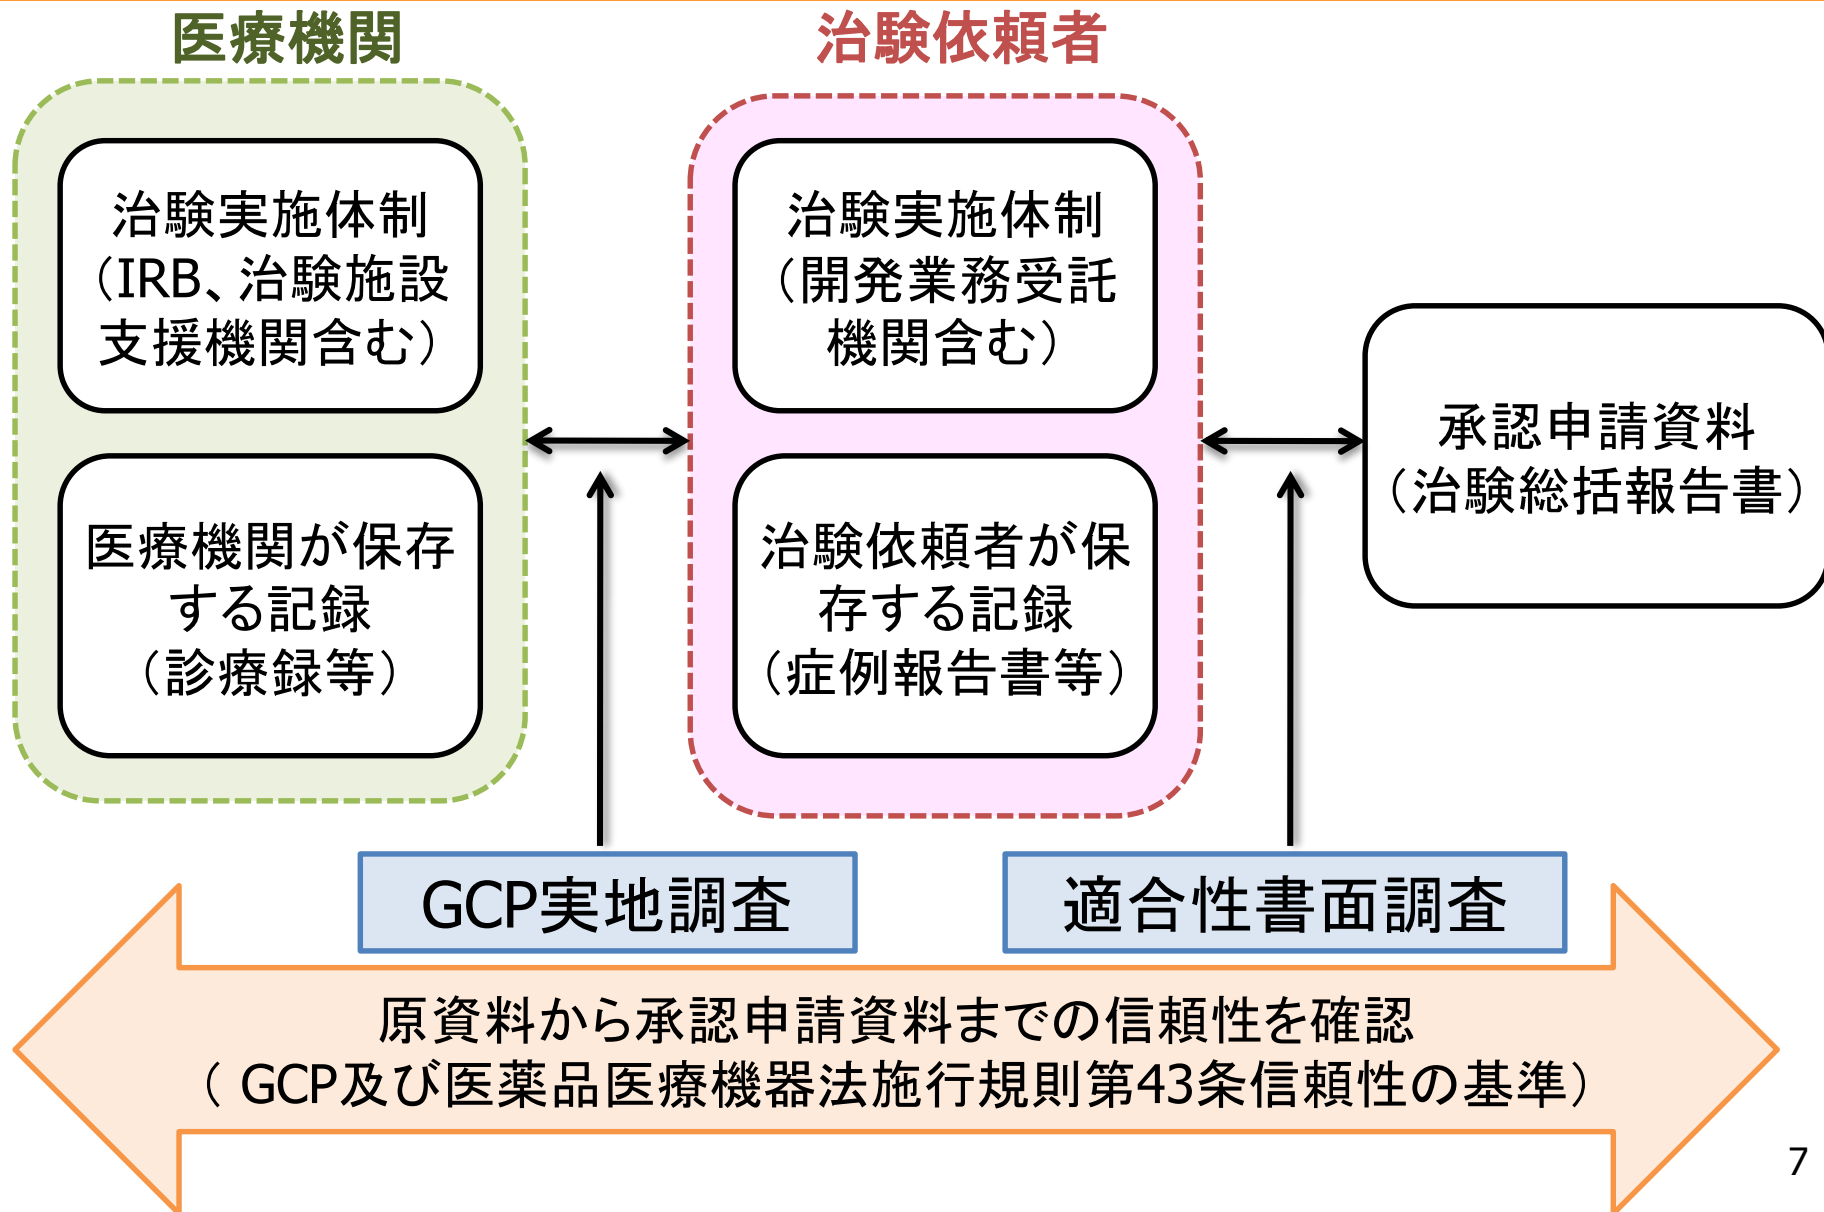 医療機関
治験実施体制
（IRB、治験施設
支援機関含む）
医療機関が保存
する記録
（診療録等）
治験依頼者
治験実施体制
（開発業務受託
機関含む）
治験依頼者が保
存する記録
（症例報告書等）
承認申請資料
（治験総括報告書）
GCP実地調査
適合性書面調査
原資料から承認申請資料までの信頼性を確認
（ GCP及び医薬品医療機器法施行規則第43条信頼性の基準）
7